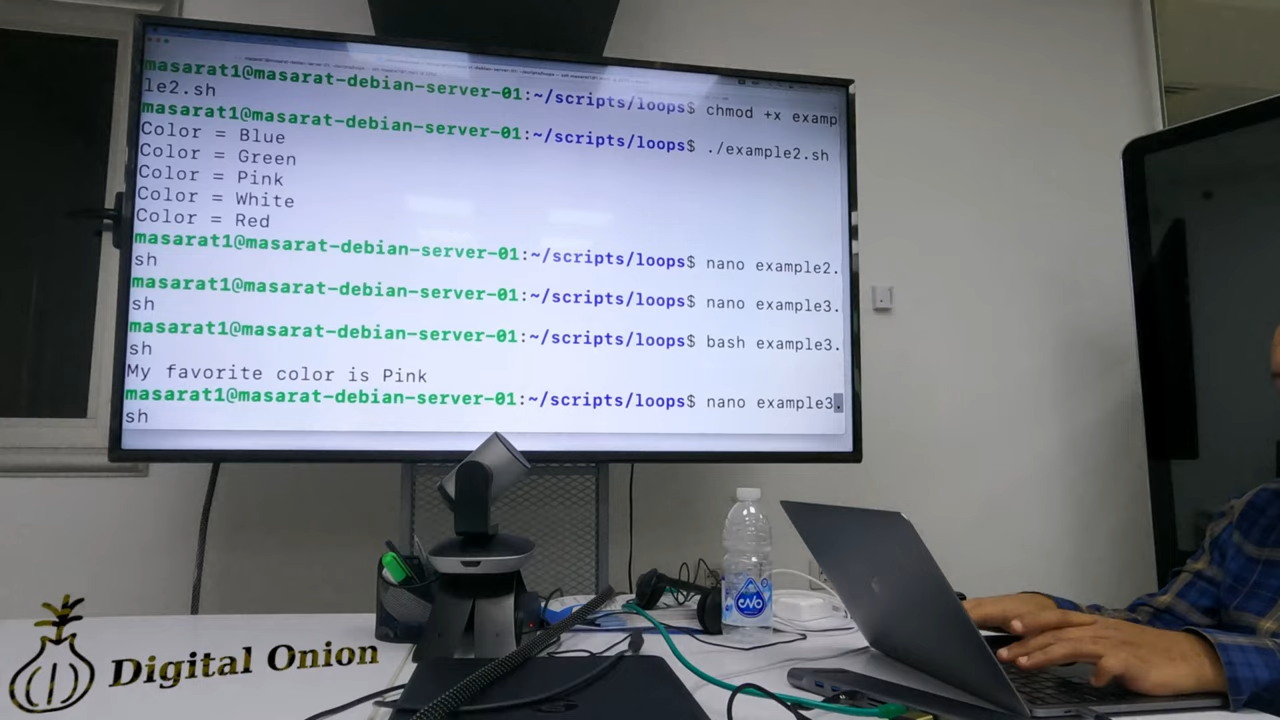 masarat1@masarat-debian-server-01:~/scripts/loops$ chmod +x examp
le2.sh
masarat1@masarat-debian-server-01:~/scripts/loops$ ./example2.sh
Color = Blue
Color = Green
Color = Pink
Color = White
Color = Red
masarat1@masarat-debian-server-01:~/scripts/loops$ nano example2.
sh
masarat1@masarat-debian-server-01:~/scripts/loops$ nano example3.
sh
masarat1@masarat-debian-server-01:~/scripts/loops$ bash example3.
sh
My favorite color is Pink
masarat1@masarat-debian-server-01:~/scripts/loops$ nano example3.
sh
Digital Onion